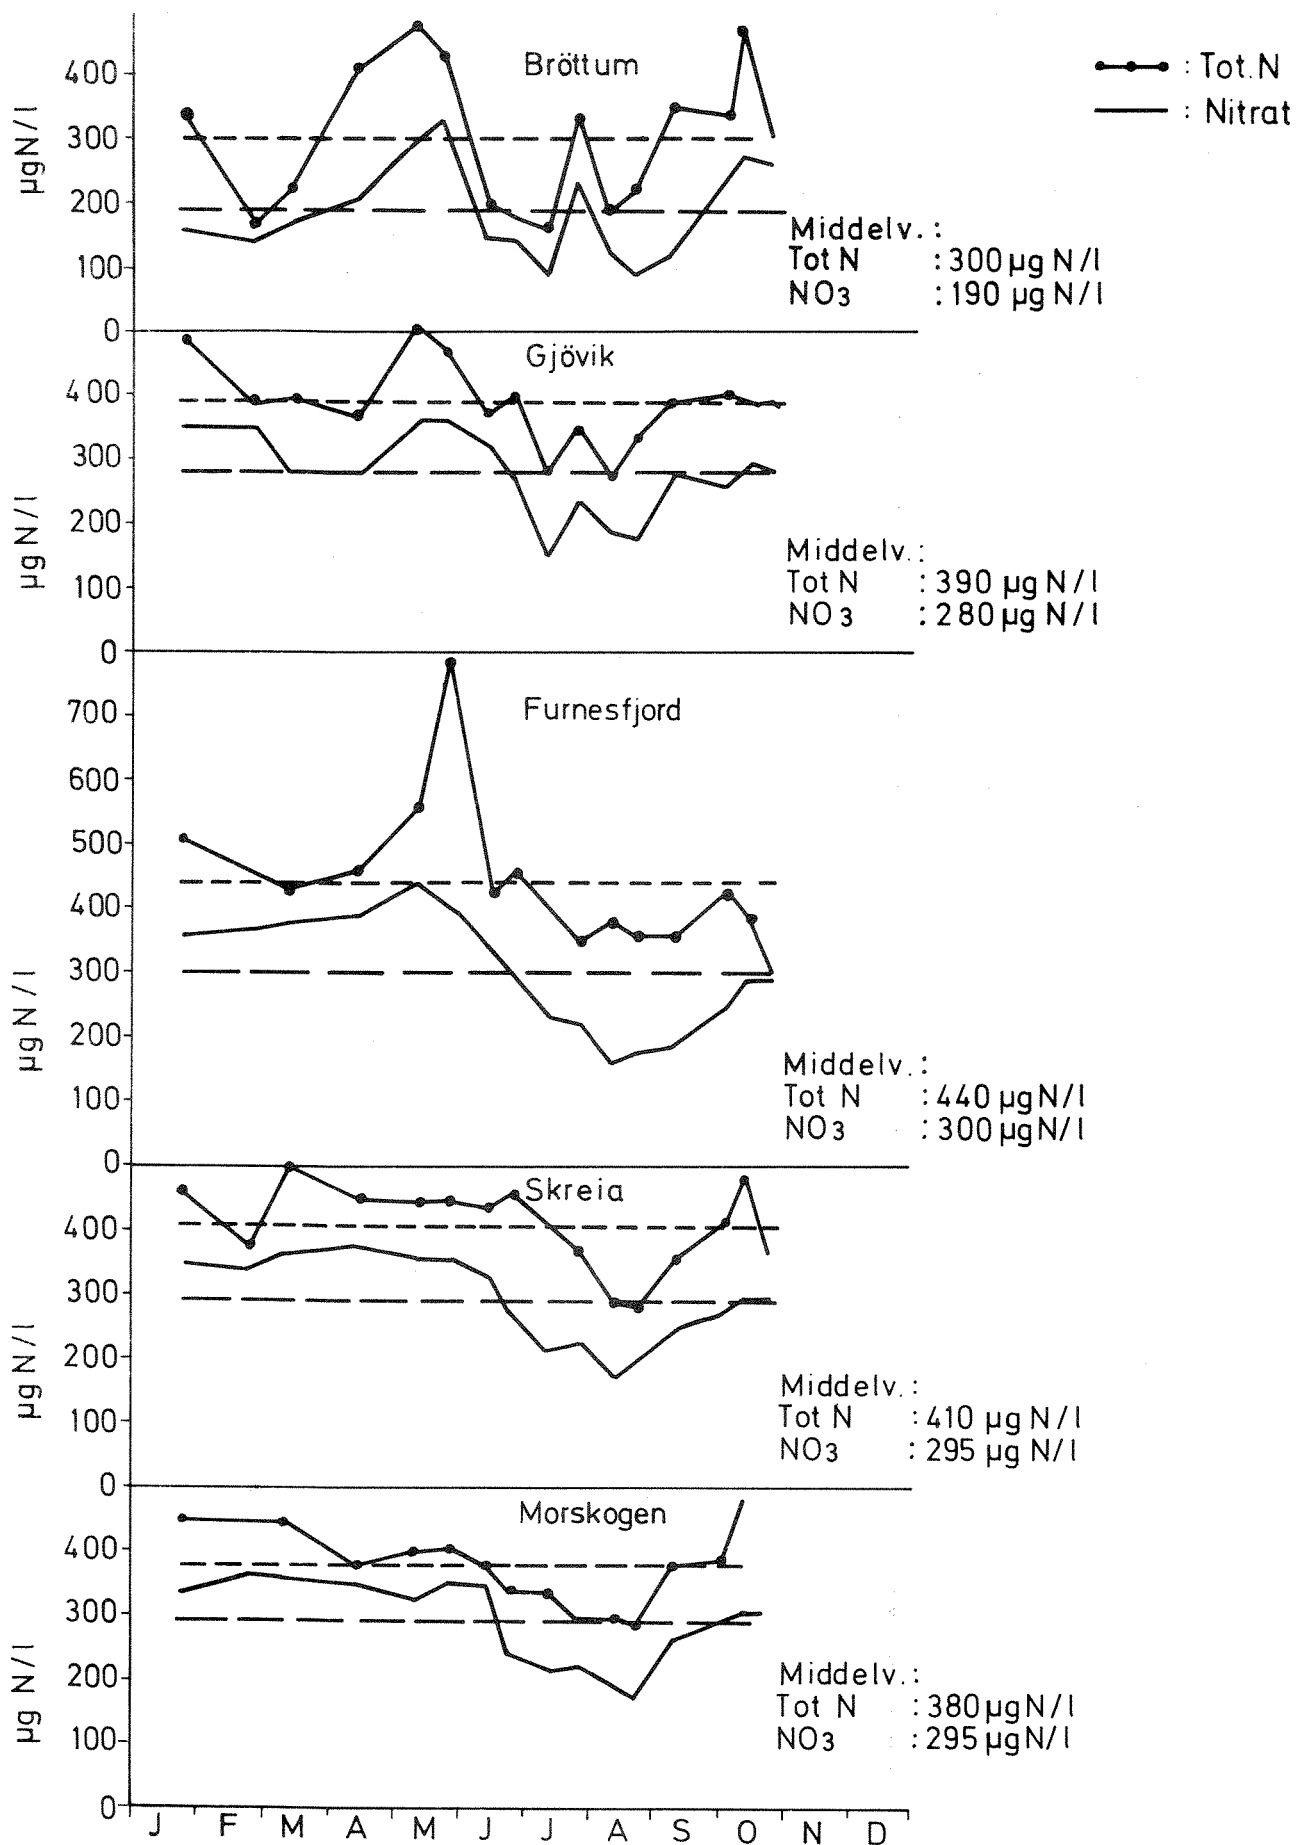 : Tot. N
: Nitrat
Bröttum
µgN/l
400
300
200
100
0
Middelv. :
Tot N : 300 µg N/l
NO3 : 190 µg N/l
Gjövik
µg N/l
400
300
200
100
0
Middelv. :
Tot N : 390 µg N/l
NO3 : 280 µg N/l
Furnesfjord
µgN/l
700
600
500
400
300
200
100
0
Middelv. :
Tot N : 440 µgN/l
NO3 : 300 µgN/l
Skreia
µg N/l
400
300
200
100
0
Middelv. :
Tot N : 410 µg N/l
NO3 : 295 µg N/l
Morskogen
µg N/l
400
300
200
100
0
Middelv. :
Tot N : 380 µgN/l
NO3 : 295 µgN/l
J F M A M J J A S O N D